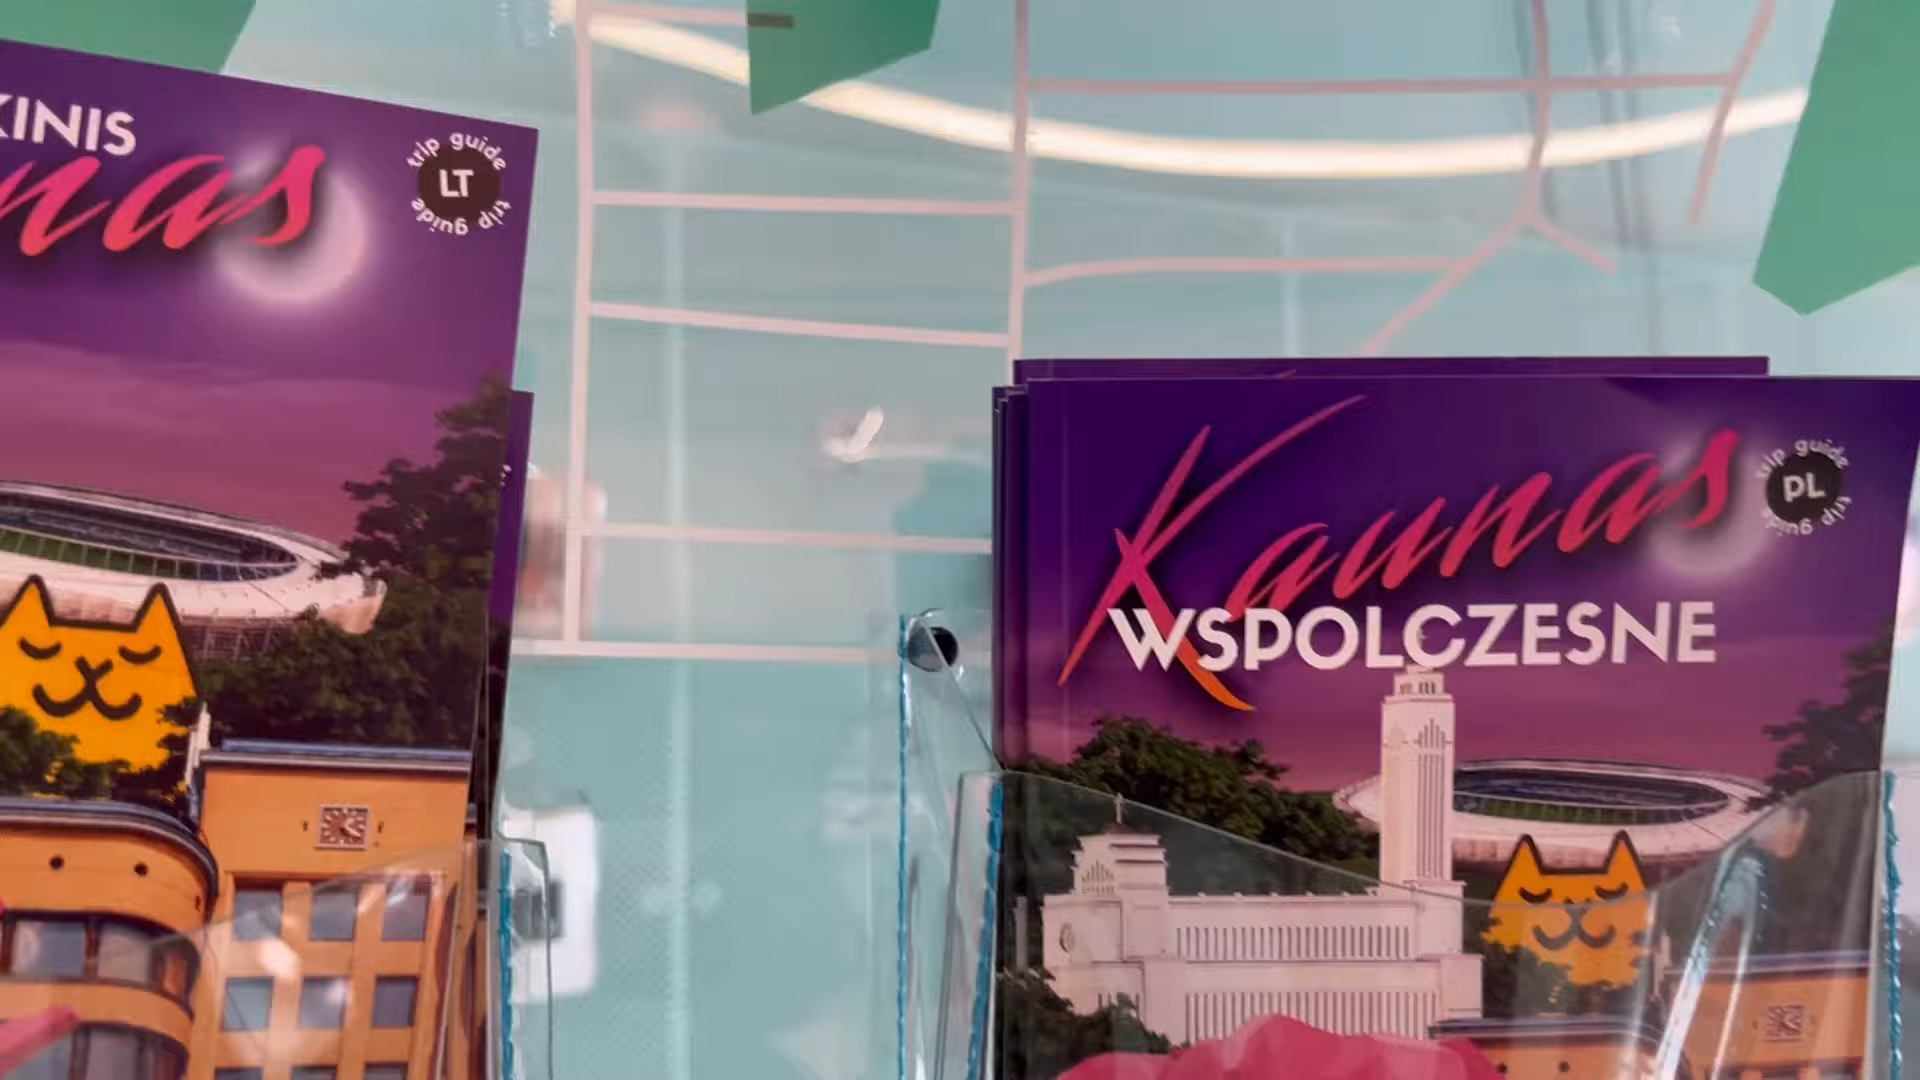 KINIS
nas
trip guide
LT
trip guide
Kaunas
WSPOLCZESNE
trip guide
PL
trip guide